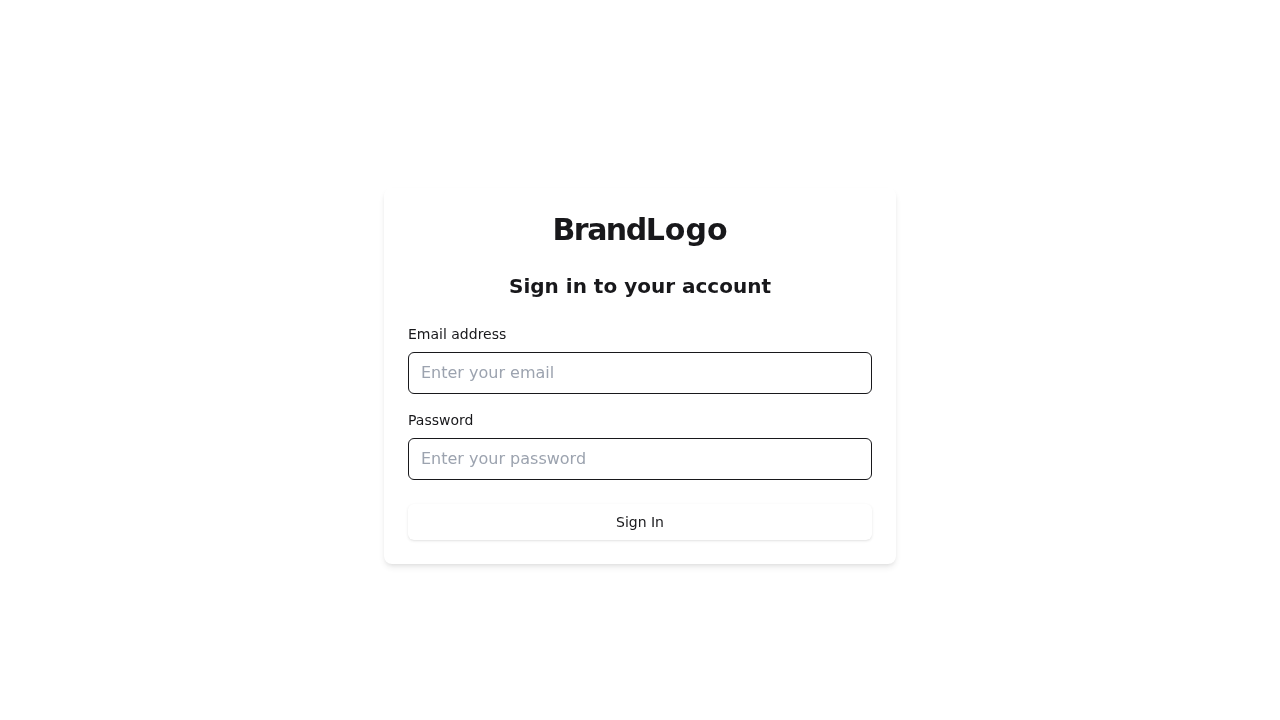 BrandLogo
Sign in to your account
Email address
Enter your email
Password
Enter your password
Sign In